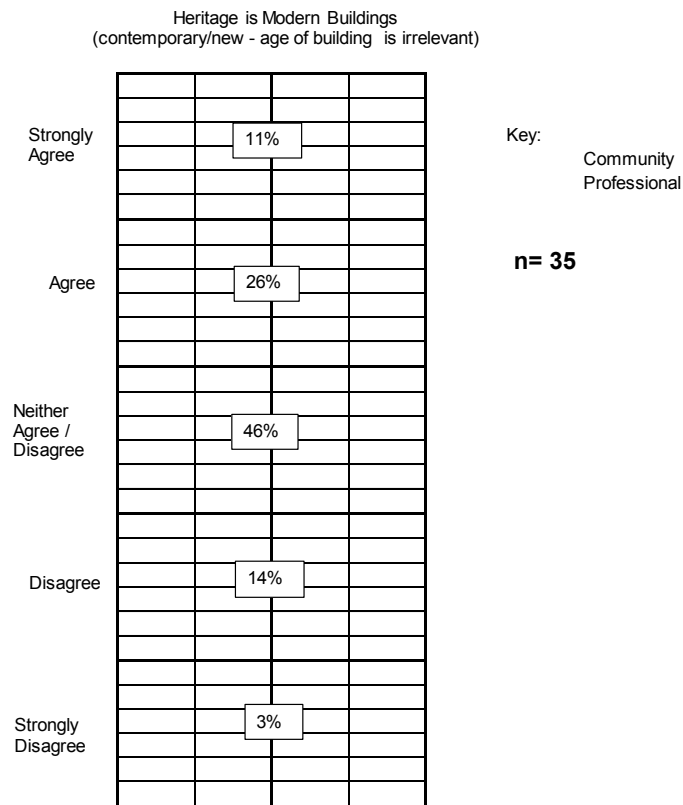 Heritage is Modern Buildings
(contemporary/new - age of building is irrelevant)
Strongly
Agree
11%
Key:
Community
Professional
Agree
26%
n= 35
Neither
Agree /
Disagree
46%
Disagree
14%
Strongly
Disagree
3%